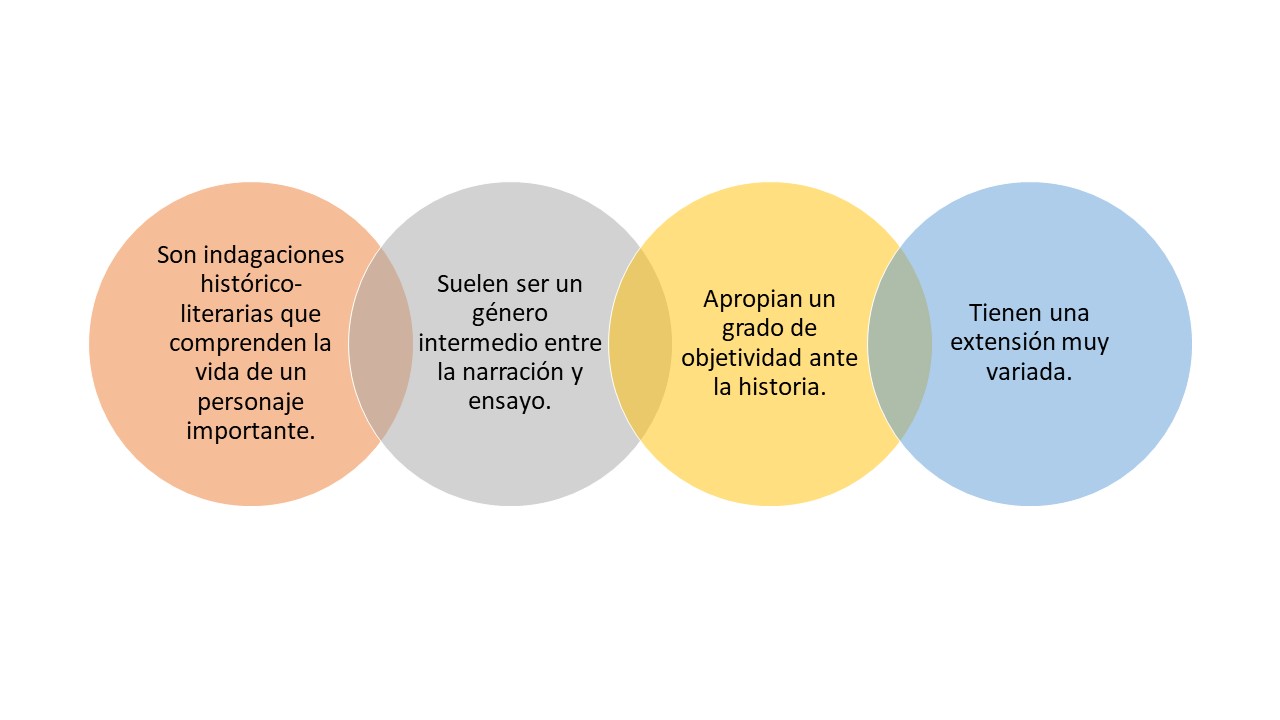 Son indagaciones
histórico-
literarias que
comprenden la
vida de un
personaje
importante.
Suelen ser un
género
intermedio entre
la narración y
ensayo.
Apropian un
grado de
objetividad ante
la historia.
Tienen una
extensión muy
variada.